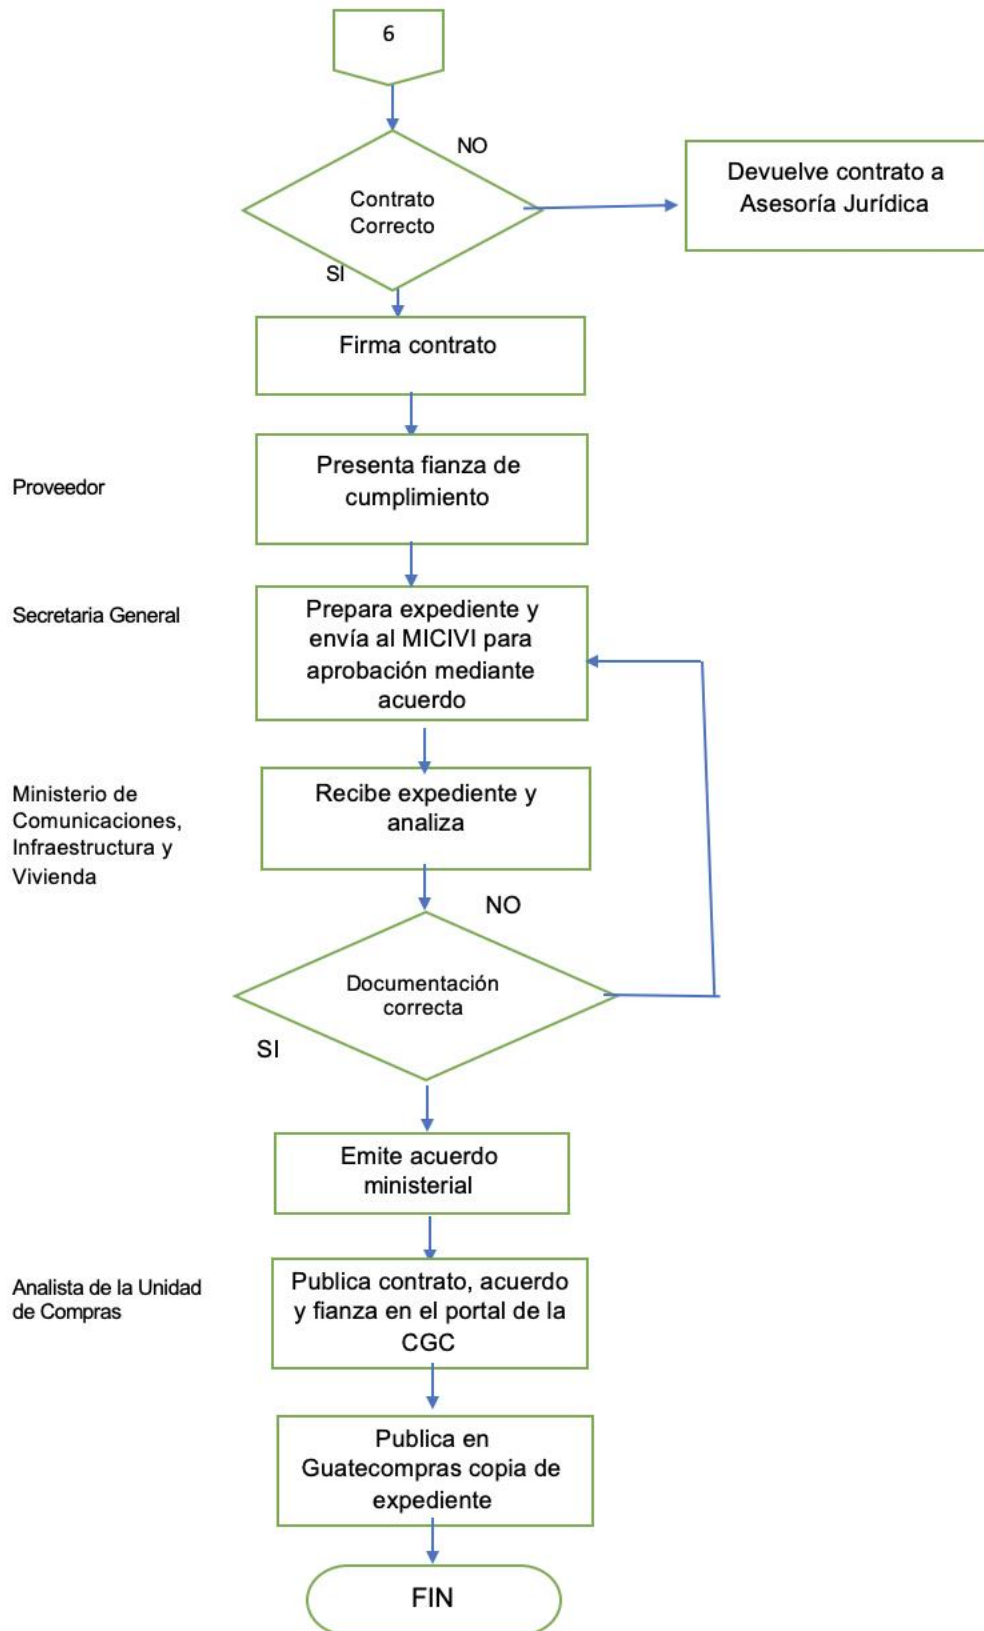 6
NO
Contrato
Correcto
Devuelve contrato a
Asesoría Jurídica
SI
Firma contrato
Proveedor
Presenta fianza de
cumplimiento
Secretaria General
Prepara expediente y
envía al MICIVI para
aprobación mediante
acuerdo
Ministerio de
Comunicaciones,
Infraestructura y
Vivienda
Recibe expediente y
analiza
NO
Documentación
correcta
SI
Emite acuerdo
ministerial
Analista de la Unidad
de Compras
Publica contrato, acuerdo
y fianza en el portal de la
CGC
Publica en
Guatecompras copia de
expediente
FIN